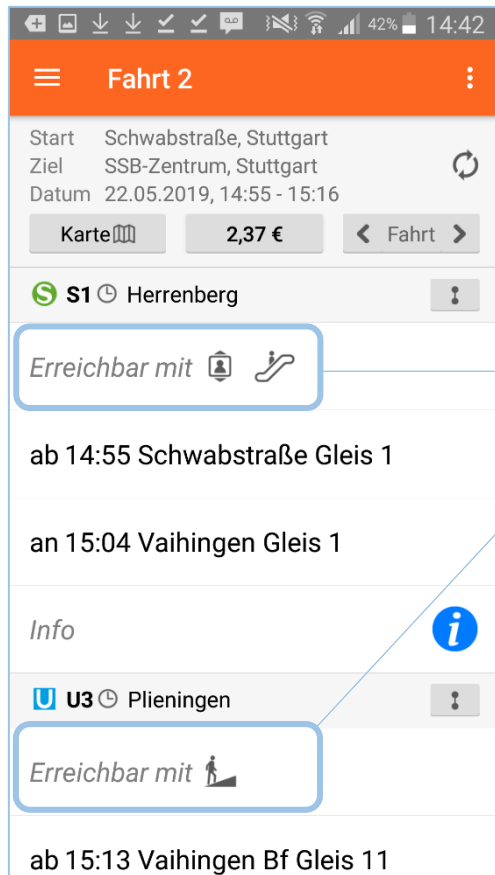 42% 14:42
Fahrt 2
Start Schwabstraße, Stuttgart
Ziel SSB-Zentrum, Stuttgart
Datum 22.05.2019, 14:55 - 15:16
Karte 2,37 € Fahrt
S S1 Herrenberg
Erreichbar mit
ab 14:55 Schwabstraße Gleis 1
an 15:04 Vaihingen Gleis 1
Info i
U U3 Plieningen
Erreichbar mit
ab 15:13 Vaihingen Bf Gleis 11